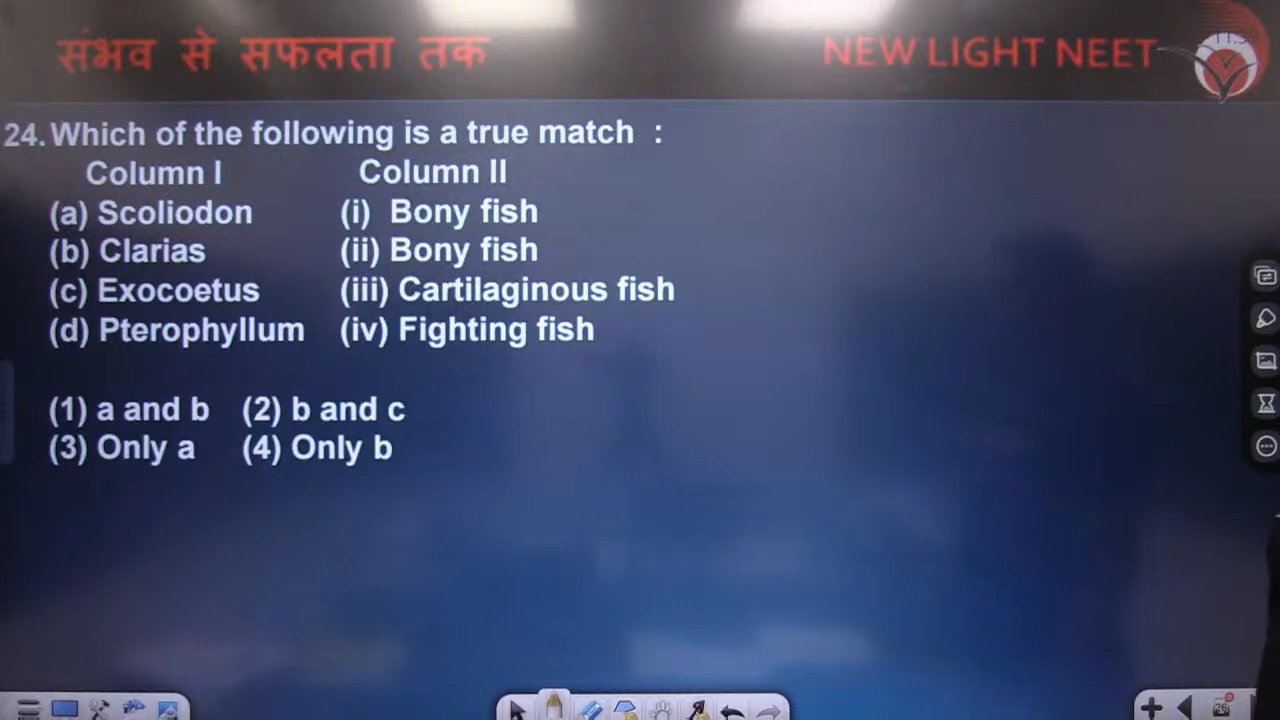 संभव से सफलता तक NEW LIGHT NEET
24. Which of the following is a true match :
Column I Column II
(a) Scoliodon (i) Bony fish
(b) Clarias (ii) Bony fish
(c) Exocoetus (iii) Cartilaginous fish
(d) Pterophyllum (iv) Fighting fish
(1) a and b (2) b and c
(3) Only a (4) Only b
26